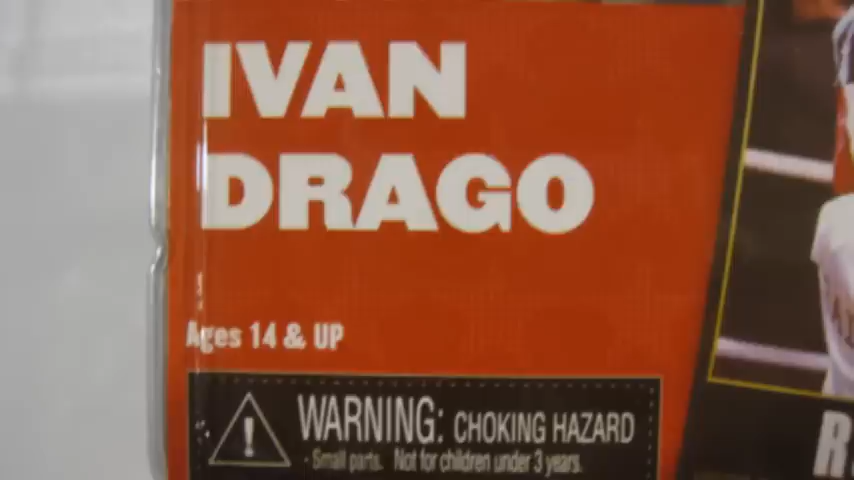 IVAN
DRAGO
Ages 14 & UP
WARNING: CHOKING HAZARD
· Small parts. Not for children under 3 years.